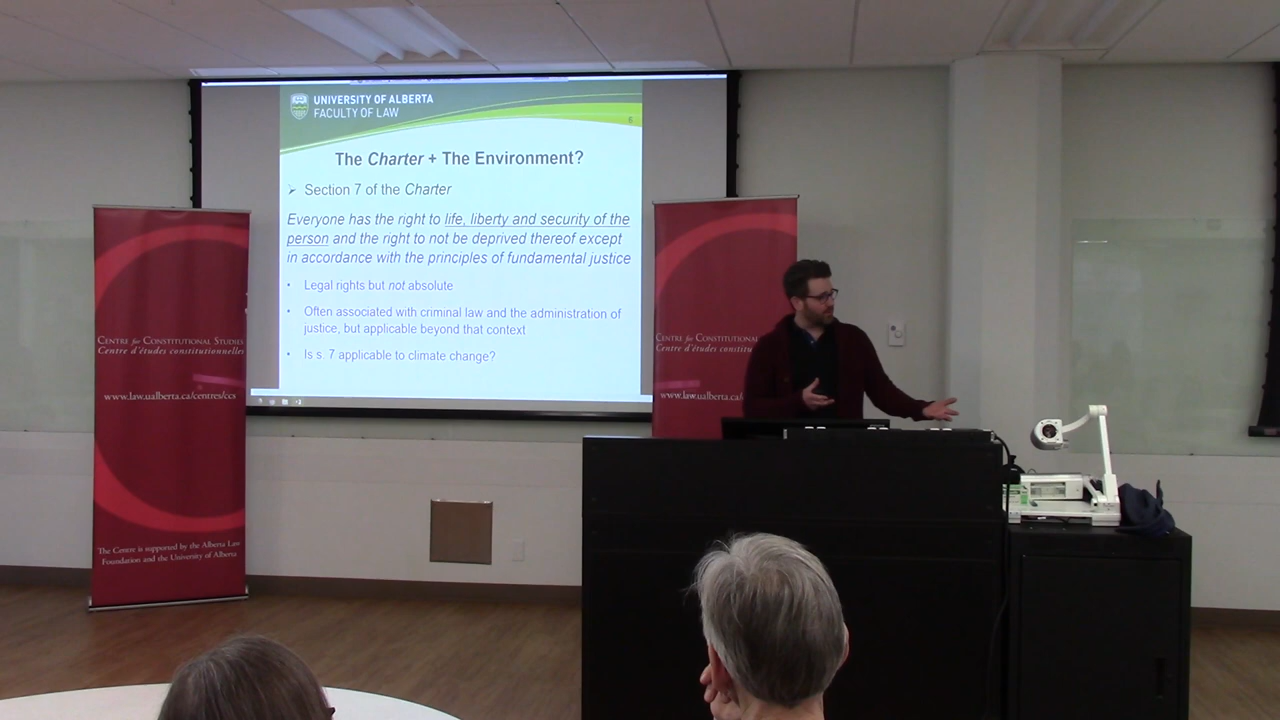 UNIVERSITY OF ALBERTA
FACULTY OF LAW
6
The Charter + The Environment?
Section 7 of the Charter
Everyone has the right to life, liberty and security of the
person and the right to not be deprived thereof except
in accordance with the principles of fundamental justice
• Legal rights but not absolute
• Often associated with criminal law and the administration of
justice, but applicable beyond that context
• Is s. 7 applicable to climate change?
CENTRE for CONSTITUTIONAL STUDIES
Centre d'études constitutionnelles
www.law.ualberta.ca/centres/ccs
The Centre is supported by the Alberta Law
Foundation and the University of Alberta
CENTRE for CONSTITUTIONAL
Centre d'études constitu
www.law.ualberta.ca/